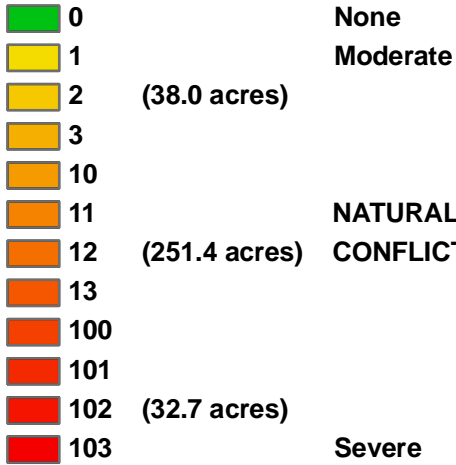 0 None
1 Moderate
2 (38.0 acres)
3
10
11 NATURAL
12 (251.4 acres) CONFLICT
13
100
101
102 (32.7 acres)
103 Severe